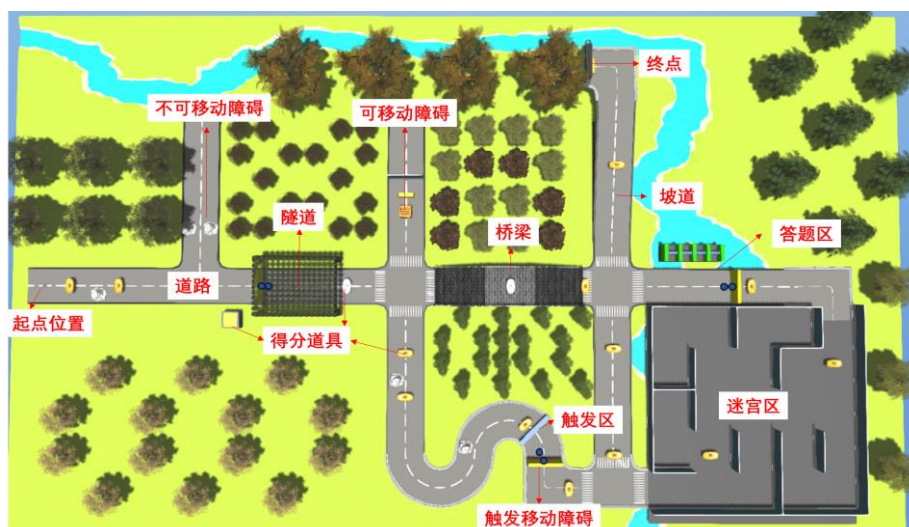 终点
不可移动障碍
可移动障碍
坡道
隧道
桥梁
答题区
道路
起点位置
得分道具
触发区
迷宫区
触发移动障碍